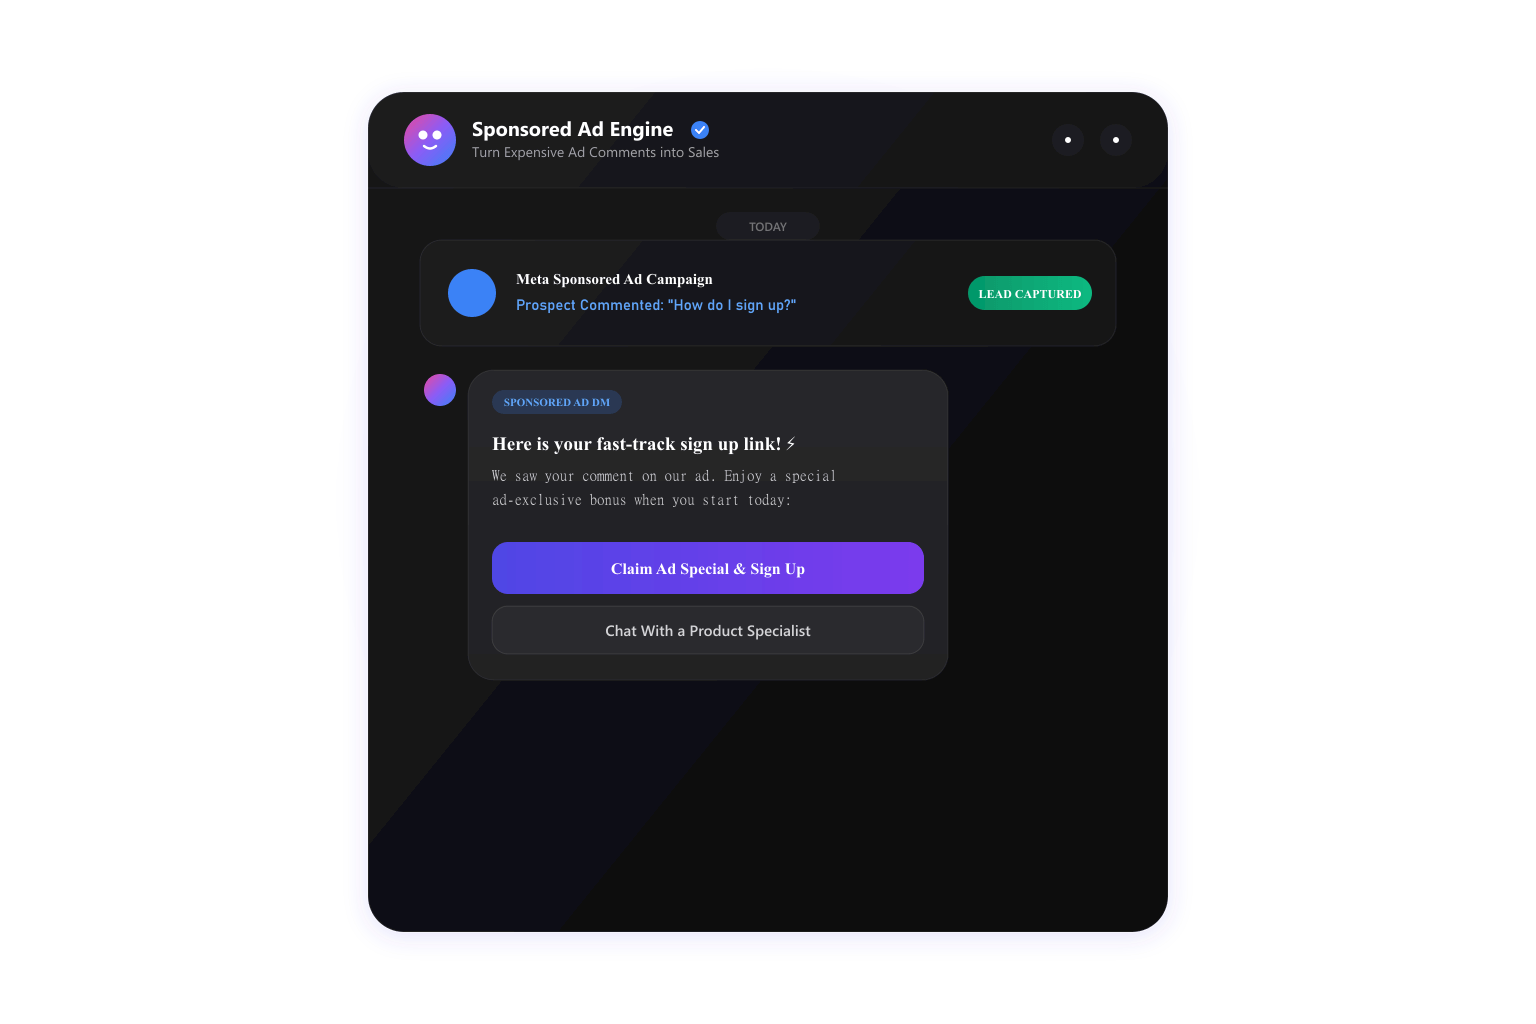 Sponsored Ad Engine
Turn Expensive Ad Comments into Sales
TODAY
Meta Sponsored Ad Campaign
Prospect Commented: "How do I sign up?"
LEAD CAPTURED
SPONSORED AD DM
Here is your fast-track sign up link! ⚡
We saw your comment on our ad. Enjoy a special
ad-exclusive bonus when you start today:
Claim Ad Special & Sign Up
Chat With a Product Specialist